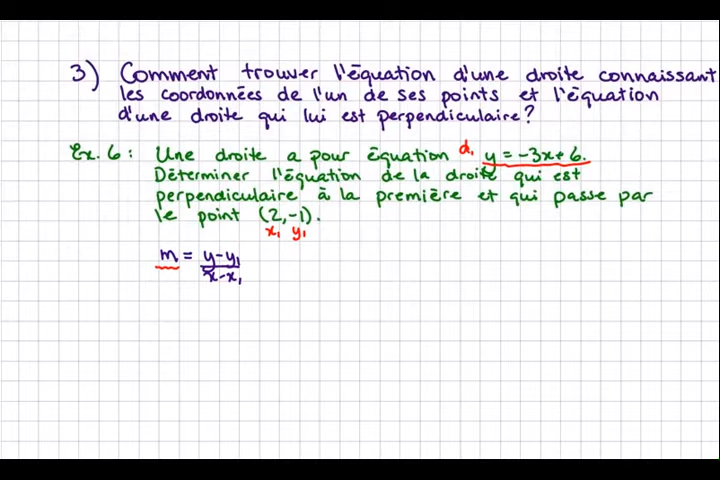 3) Comment trouver l'équation d'une droite connaissant
les coordonnées de l'un de ses points et l'équation
d'une droite qui lui est perpendiculaire?
Ex. 6 : Une droite a pour équation d₁ y = -3x + 6.
Déterminer l'équation de la droite qui est
perpendiculaire à la première et qui passe par
le point (2,-1).
x₁ y₁
m = y-y₁
x-x₁